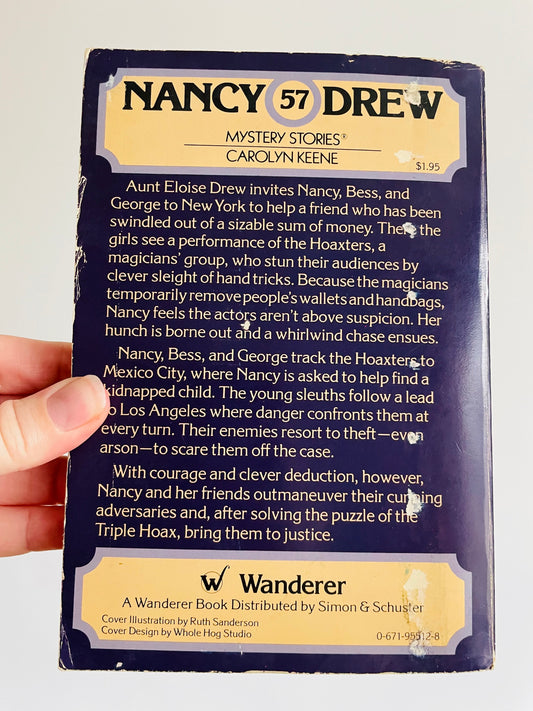 NANCY 57 DREW
MYSTERY STORIES®
CAROLYN KEENE
$1.95
Aunt Eloise Drew invites Nancy, Bess, and
George to New York to help a friend who has been
swindled out of a sizable sum of money. There the
girls see a performance of the Hoaxters, a
magicians' group, who stun their audiences by
clever sleight of hand tricks. Because the magicians
temporarily remove people's wallets and handbags,
Nancy feels the actors aren't above suspicion. Her
hunch is borne out and a whirlwind chase ensues.
Nancy, Bess, and George track the Hoaxters to
Mexico City, where Nancy is asked to help find a
kidnapped child. The young sleuths follow a lead
to Los Angeles where danger confronts them at
every turn. Their enemies resort to theft—even
arson—to scare them off the case.
With courage and clever deduction, however,
Nancy and her friends outmaneuver their cunning
adversaries and, after solving the puzzle of the
Triple Hoax, bring them to justice.
W Wanderer
A Wanderer Book Distributed by Simon & Schuster
Cover Illustration by Ruth Sanderson
Cover Design by Whole Hog Studio
0-671-95512-8